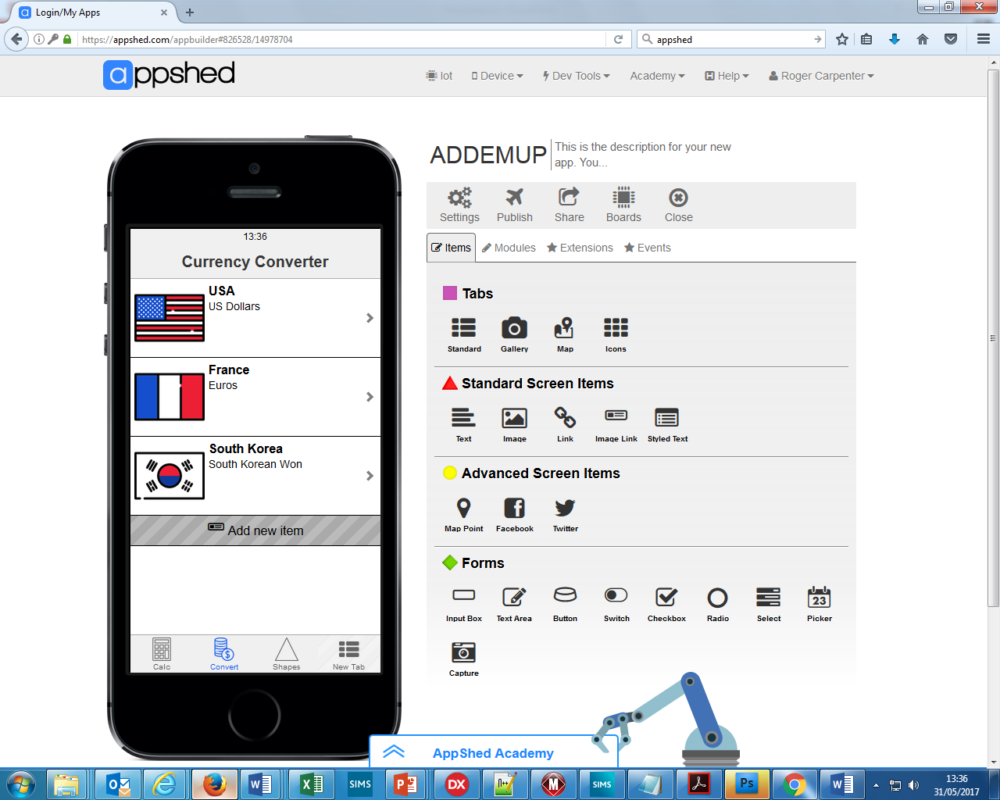 Login/My Apps
https://appshed.com/appbuilder#826528/14978704
appshed
appshed
Iot
Device
Dev Tools
Academy
Help
Roger Carpenter
ADDEMUP
This is the description for your new
app. You...
Settings
Publish
Share
Boards
Close
Items
Modules
Extensions
Events
13:36
Currency Converter
USA
US Dollars
France
Euros
South Korea
South Korean Won
Add new item
Calc
Convert
Shapes
New Tab
Tabs
Standard
Gallery
Map
Icons
Standard Screen Items
Text
Image
Link
Image Link
Styled Text
Advanced Screen Items
Map Point
Facebook
Twitter
Forms
Input Box
Text Area
Button
Switch
Checkbox
Radio
Select
23
Picker
Capture
AppShed Academy
SIMS
DX
SIMS
Ps
13:36
31/05/2017